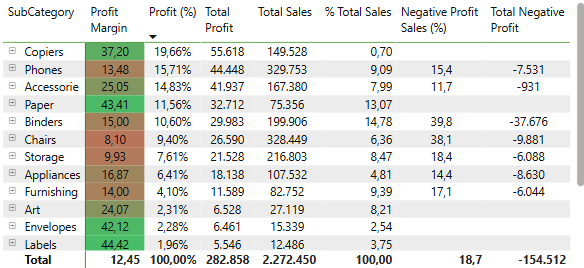 SubCategory Profit Margin Profit (%) Total Profit Total Sales % Total Sales Negative Profit Sales (%) Total Negative Profit
Copiers 37,20 19,66% 55.618 149.528 0,70
Phones 13,48 15,71% 44.448 329.753 9,09 15,4 -7.531
Accessorie 25,05 14,83% 41.937 167.380 7,99 11,7 -931
Paper 43,41 11,56% 32.712 75.356 13,07
Binders 15,00 10,60% 29.983 199.906 14,78 39,8 -37.676
Chairs 8,10 9,40% 26.590 328.449 6,36 38,1 -9.881
Storage 9,93 7,61% 21.528 216.803 8,47 18,4 -6.088
Appliances 16,87 6,41% 18.138 107.532 4,81 14,4 -8.630
Furnishing 14,00 4,10% 11.589 82.752 9,39 17,1 -6.044
Art 24,07 2,31% 6.528 27.119 8,21
Envelopes 42,12 2,28% 6.461 15.339 2,54
Labels 44,42 1,96% 5.546 12.486 3,75
Total 12,45 100,00% 282.858 2.272.450 100,00 18,7 -154.512